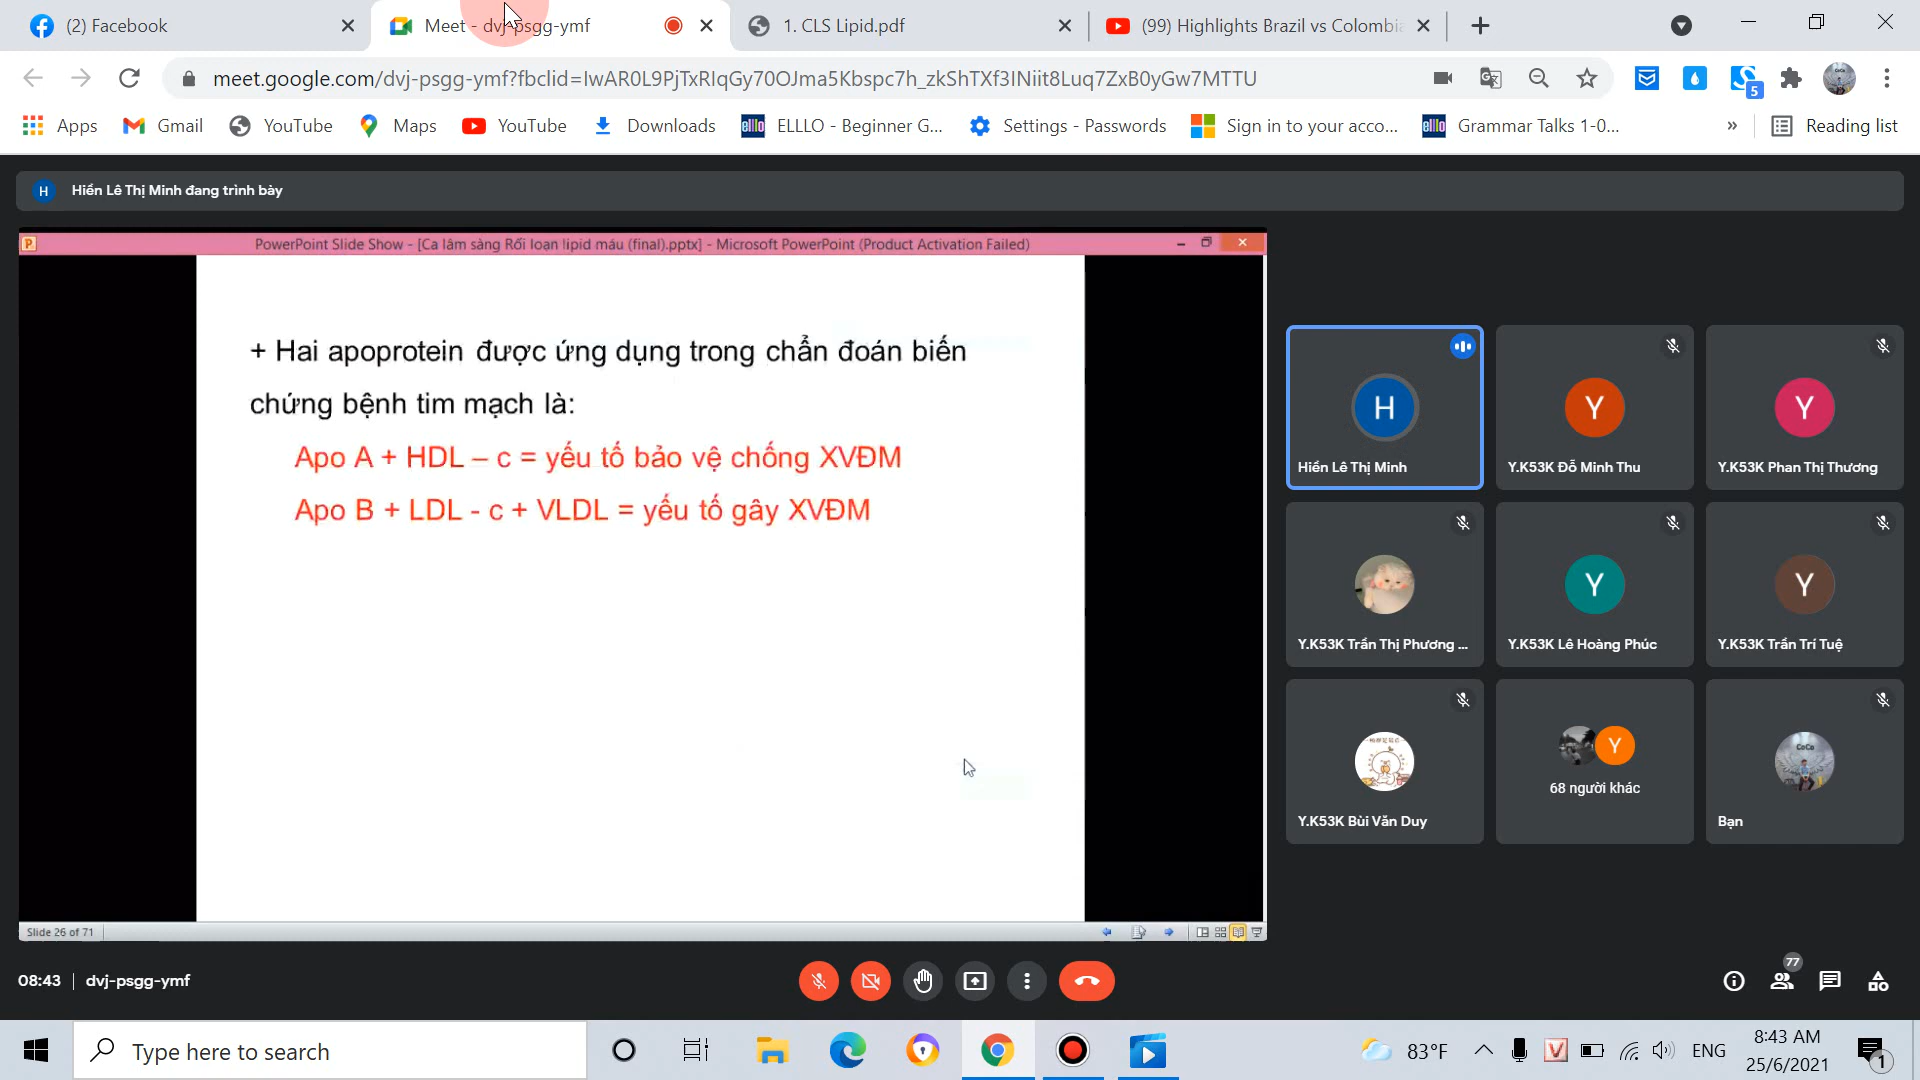 (2) Facebook
Meet - dvj-psgg-ymf
1. CLS Lipid.pdf
(99) Highlights Brazil vs Colombia
meet.google.com/dvj-psgg-ymf?fbclid=IwAR0L9PjTxRIqGy70OJma5Kbspc7h_zkShTXf3INiit8Luq7ZxB0yGw7MTTU
5
Apps
Gmail
YouTube
Maps
YouTube
Downloads
elllo
ELLLO - Beginner G...
Settings - Passwords
Sign in to your acco...
elllo
Grammar Talks 1-0...
»
Reading list
H
Hiền Lê Thị Minh đang trình bày
PowerPoint Slide Show - [Ca lâm sàng Rối loạn lipid máu (final).pptx] - Microsoft PowerPoint (Product Activation Failed)
+ Hai apoprotein được ứng dụng trong chẩn đoán biến
chứng bệnh tim mạch là:
Apo A + HDL – c = yếu tố bảo vệ chống XVĐM
Apo B + LDL - c + VLDL = yếu tố gây XVĐM
Slide 26 of 71
H
Hiền Lê Thị Minh
Y
Y.K53K Đỗ Minh Thu
Y
Y.K53K Phan Thị Thương
Y.K53K Trần Thị Phương ...
Y
Y.K53K Lê Hoàng Phúc
Y
Y.K53K Trần Trí Tuệ
Y.K53K Bùi Văn Duy
Y
68 người khác
CoCo
Bạn
08:43 | dvj-psgg-ymf
77
Type here to search
83°F
V
ENG
8:43 AM
25/6/2021
1